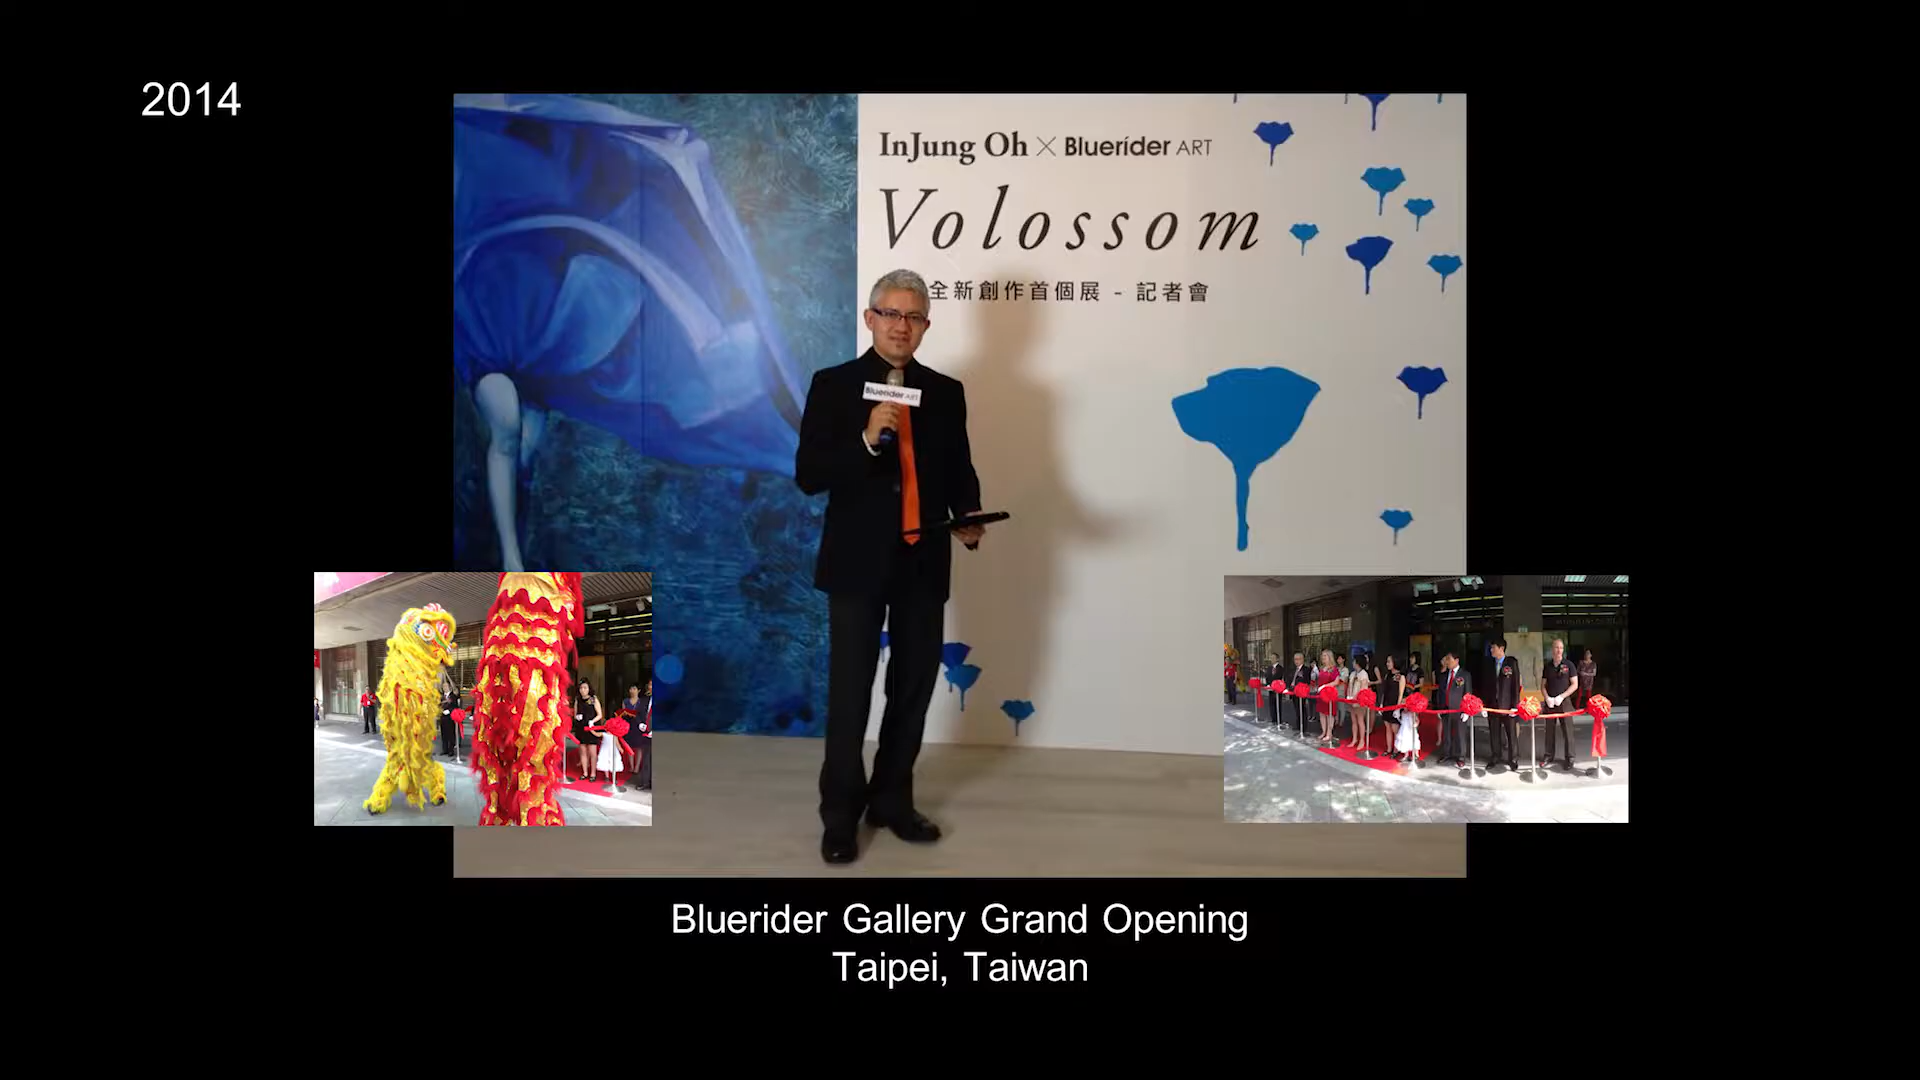 2014
InJung Oh × Bluerider ART
Volossom
全新創作首個展 - 記者會
Bluerider ART
Bluerider Gallery Grand Opening
Taipei, Taiwan